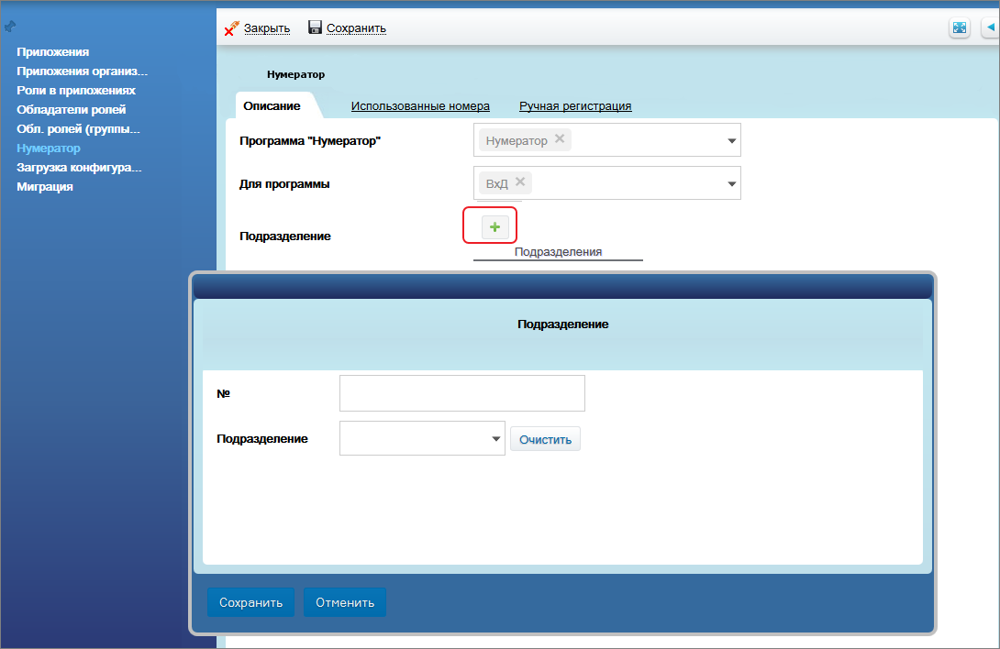 Закрыть
Сохранить
Приложения
Приложения организ...
Роли в приложениях
Обладатели ролей
Обл. ролей (группы...
Нумератор
Загрузка конфигура...
Миграция
Нумератор
Описание
Использованные номера
Ручная регистрация
Программа "Нумератор"
Нумератор
Для программы
ВхД
Подразделение
Подразделения
Подразделение
№
Подразделение
Очистить
Сохранить
Отменить